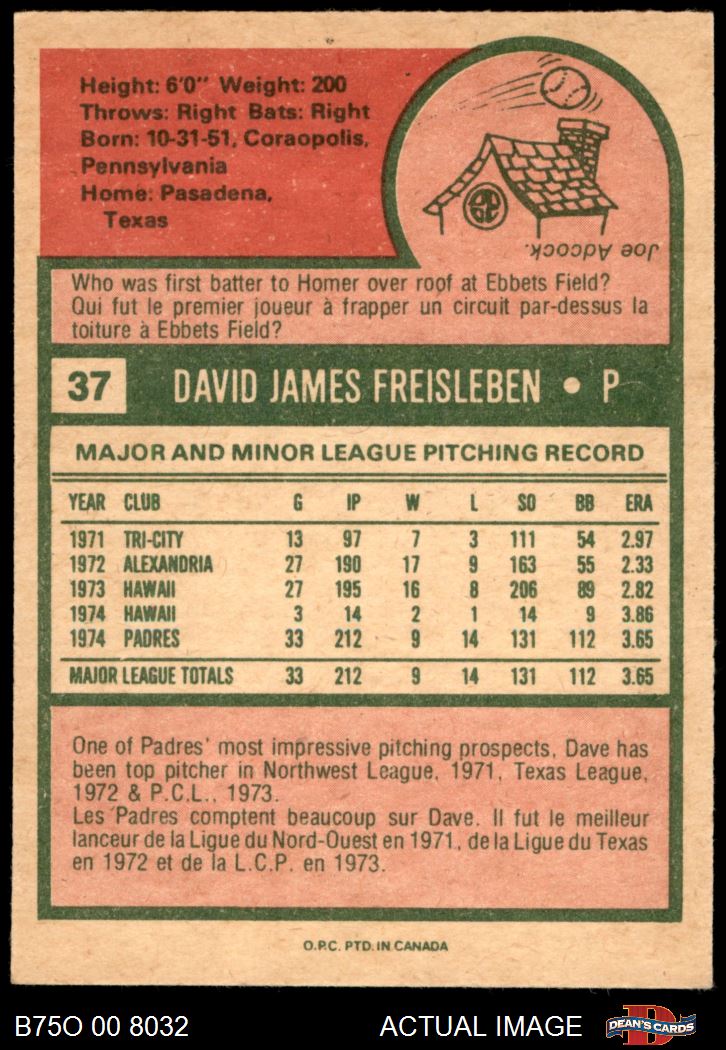 Height: 6'0" Weight: 200
Throws: Right Bats: Right
Born: 10-31-51, Coraopolis,
Pennsylvania
Home: Pasadena,
Texas
Joe Adcock.
Who was first batter to Homer over roof at Ebbets Field?
Qui fut le premier joueur à frapper un circuit par-dessus la
toiture à Ebbets Field?
37 DAVID JAMES FREISLEBEN • P
MAJOR AND MINOR LEAGUE PITCHING RECORD
YEAR CLUB G IP W L SO BB ERA
1971 TRI-CITY 13 97 7 3 111 54 2.97
1972 ALEXANDRIA 27 190 17 9 163 55 2.33
1973 HAWAII 27 195 16 8 206 89 2.82
1974 HAWAII 3 14 2 1 14 9 3.86
1974 PADRES 33 212 9 14 131 112 3.65
MAJOR LEAGUE TOTALS 33 212 9 14 131 112 3.65
One of Padres' most impressive pitching prospects, Dave has
been top pitcher in Northwest League, 1971, Texas League,
1972 & P.C.L., 1973.
Les Padres comptent beaucoup sur Dave. Il fut le meilleur
lanceur de la Ligue du Nord-Ouest en 1971, de la Ligue du Texas
en 1972 et de la L.C.P. en 1973.
O.P.C. PTD. IN CANADA
B75O 00 8032 ACTUAL IMAGE D DEAN'S CARDS